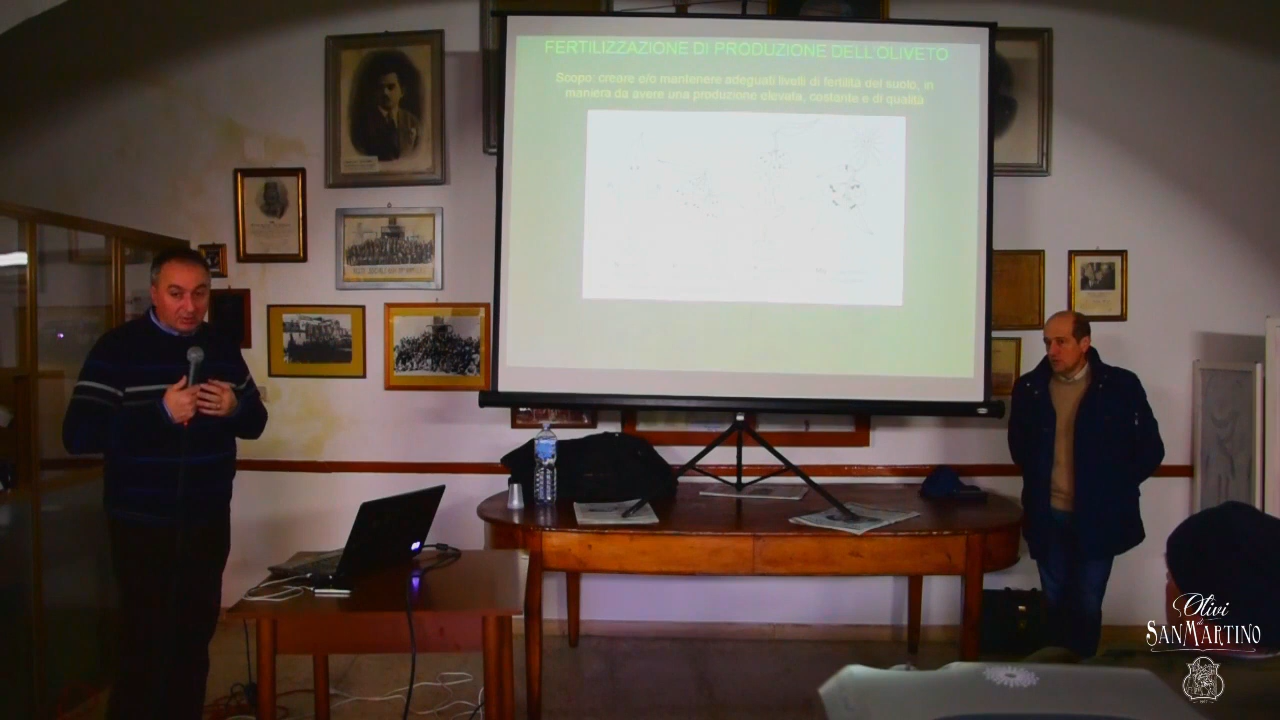 FERTILIZZAZIONE DI PRODUZIONE DELL'OLIVETO
Scopo: creare e/o mantenere adeguati livelli di fertilità del suolo, in
maniera da avere una produzione elevata, costante e di qualità
Olivi
di
SANMARTINO